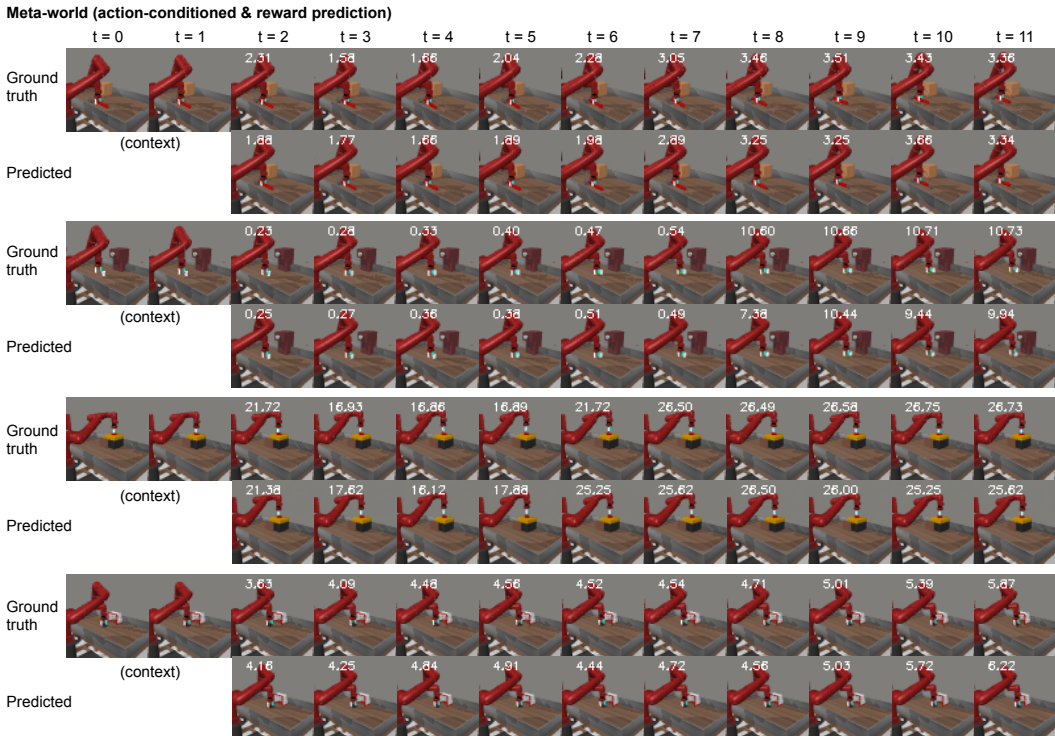 Meta-world (action-conditioned & reward prediction)
t = 0 t = 1 t = 2 t = 3 t = 4 t = 5 t = 6 t = 7 t = 8 t = 9 t = 10 t = 11
Ground truth
2.31 1.58 1.66 2.04 2.28 3.05 3.46 3.51 3.43 3.36
(context)
Predicted
1.88 1.77 1.66 1.89 1.98 2.89 3.25 3.25 3.66 3.34
Ground truth
0.23 0.28 0.33 0.40 0.47 0.54 10.60 10.66 10.71 10.73
(context)
Predicted
0.25 0.27 0.36 0.38 0.51 0.49 7.38 10.44 9.44 9.94
Ground truth
21.72 16.93 16.86 16.89 21.72 26.50 26.49 26.58 26.75 26.73
(context)
Predicted
21.38 17.62 16.12 17.88 25.25 25.62 26.50 26.00 25.25 25.62
Ground truth
3.63 4.09 4.48 4.56 4.52 4.54 4.71 5.01 5.39 5.87
(context)
Predicted
4.16 4.25 4.84 4.91 4.44 4.72 4.56 5.03 5.72 6.22